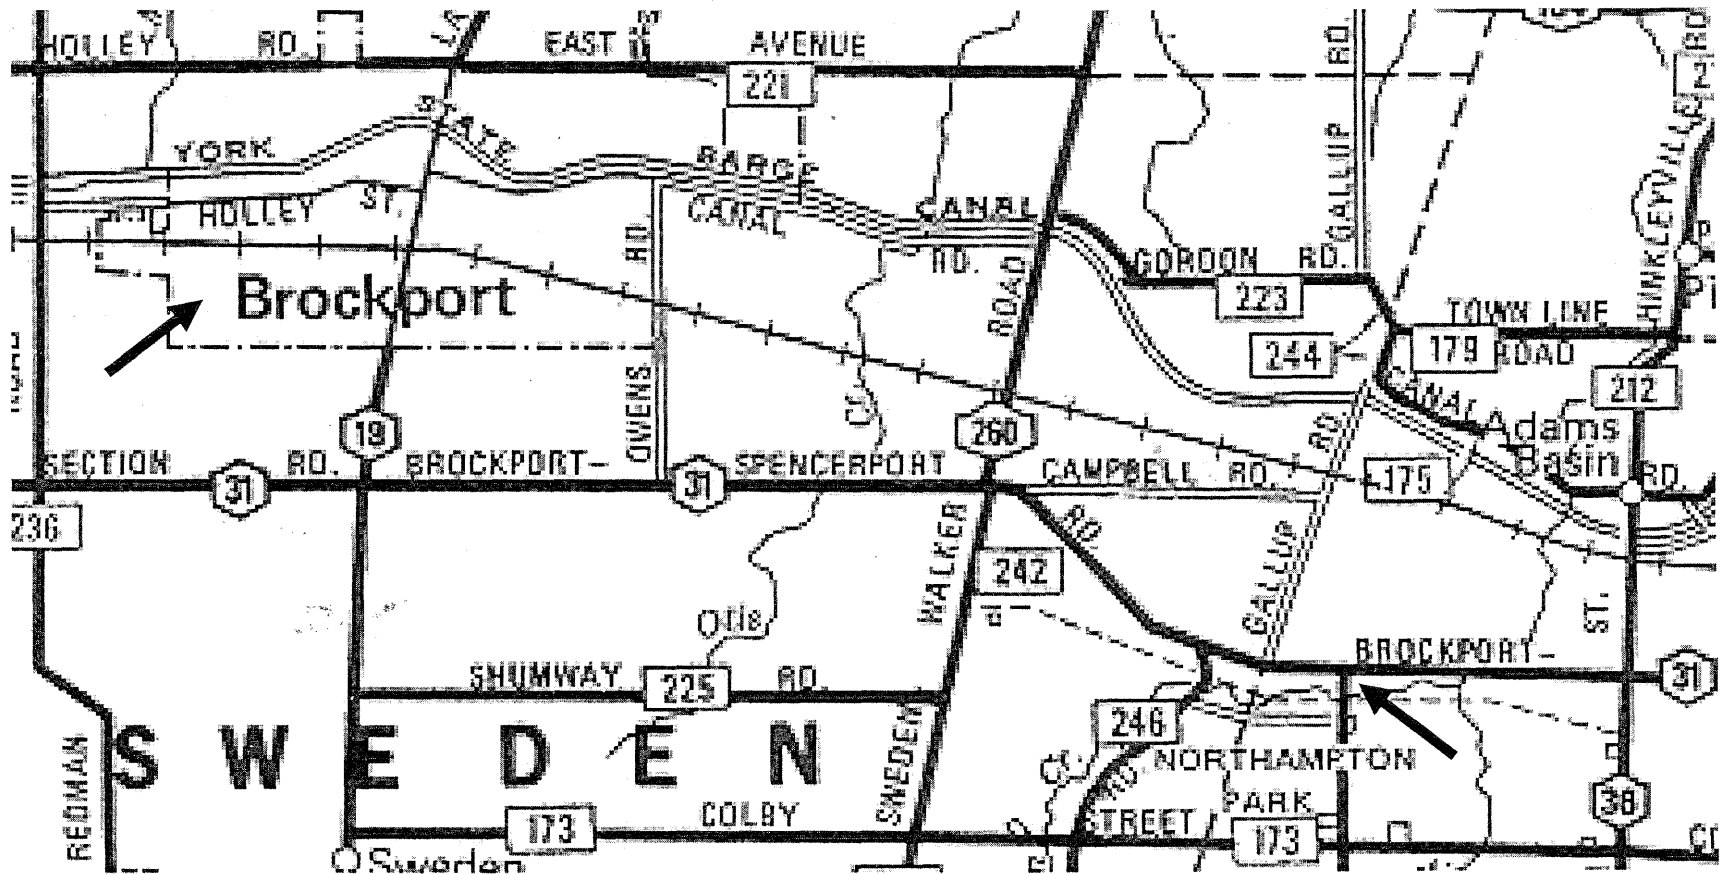 HOLLEY RD. EAST AVENUE
221
YORK STATE BARGE CANAL
HOLLEY ST.
CANAL RD.
GALLUP RD.
HINKLEYVILLE RD
GORDON RD.
223
Brockport
OWENS RD.
ROAD
TOWN LINE
ROAD
179
244
212
CANAL
Adams
Basin
19
260
SECTION RD. BROCKPORT- SPENCERPORT
31
31
CAMPBELL RD.
175
RD.
236
RD
GALLUP RD
WALKER
242
Otis
ST.
BROCKPORT-
31
SHUMWAY RD.
225
SWEDEN
246
NORTHAMPTON
PARK
REDMAN
SWEDEN
RD.
STREET
COLBY
173
173
36
Sweden